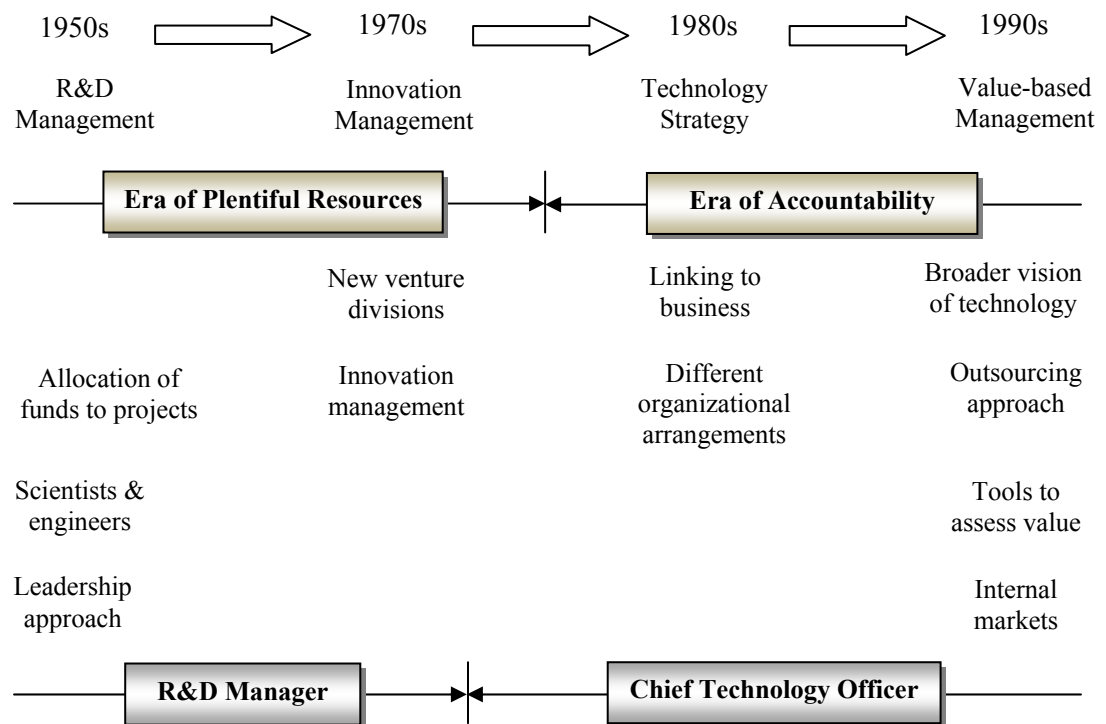 1950s
1970s
1980s
1990s
R&D
Management
Innovation
Management
Technology
Strategy
Value-based
Management
Era of Plentiful Resources
Era of Accountability
New venture
divisions
Linking to
business
Broader vision
of technology
Allocation of
funds to projects
Innovation
management
Different
organizational
arrangements
Outsourcing
approach
Scientists &
engineers
Tools to
assess value
Leadership
approach
Internal
markets
R&D Manager
Chief Technology Officer